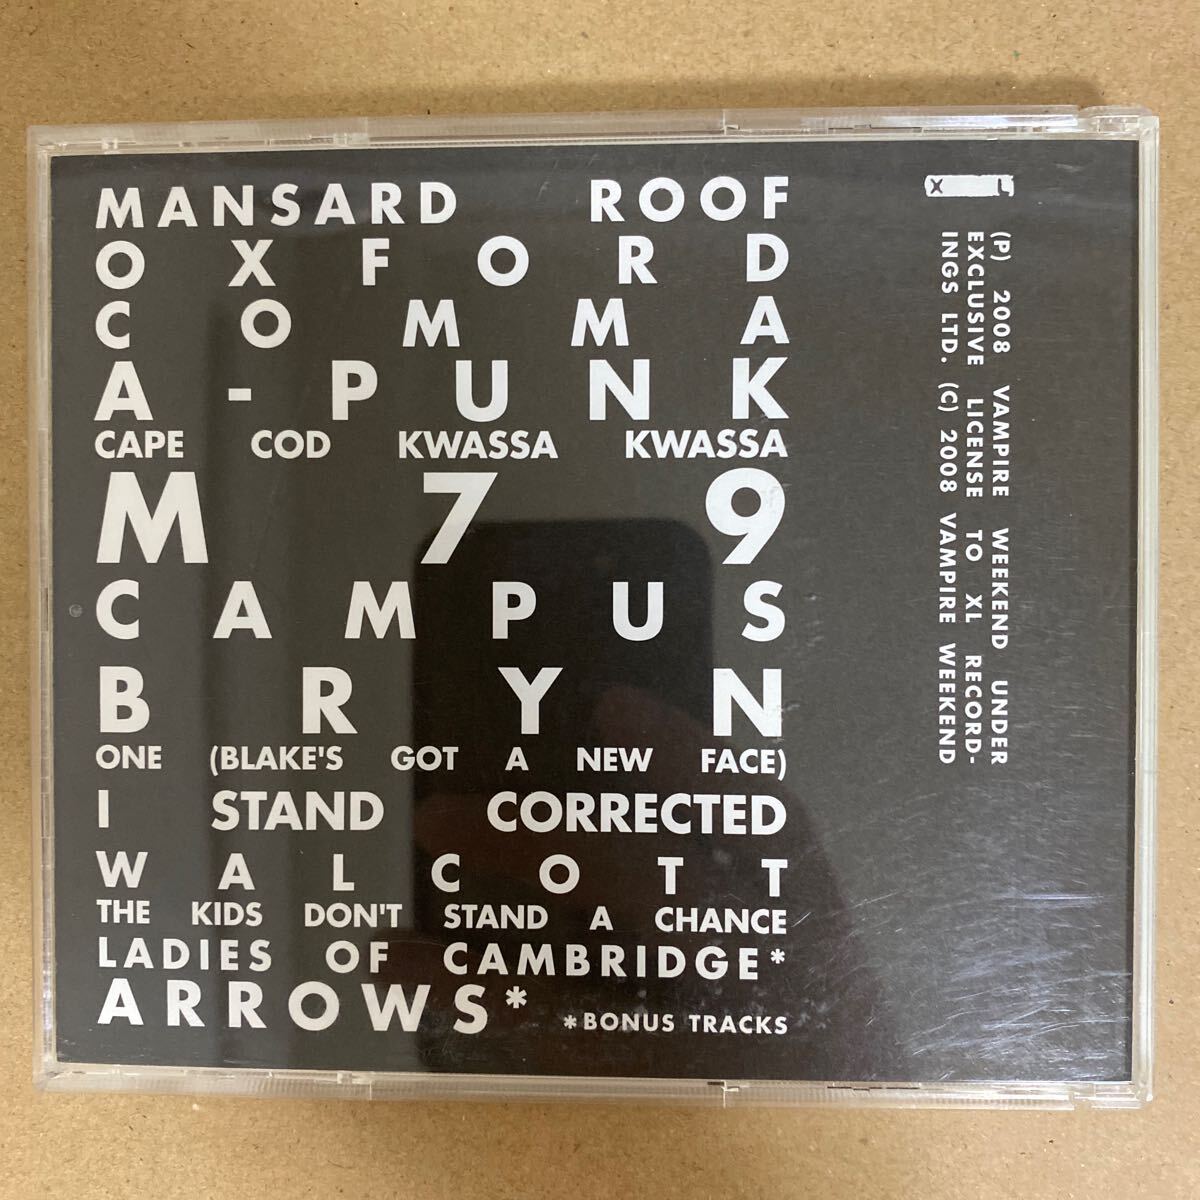 MANSARD ROOF
OXFORD
COMMA
A-PUNK
CAPE COD KWASSA KWASSA
M79
CAMPUS
BRYN
ONE (BLAKE'S GOT A NEW FACE)
I STAND CORRECTED
WALCOTT
THE KIDS DON'T STAND A CHANCE
LADIES OF CAMBRIDGE*
ARROWS*
*BONUS TRACKS
XL
(P) 2008 VAMPIRE WEEKEND UNDER
EXCLUSIVE LICENSE TO XL RECORD-
INGS LTD. (C) 2008 VAMPIRE WEEKEND